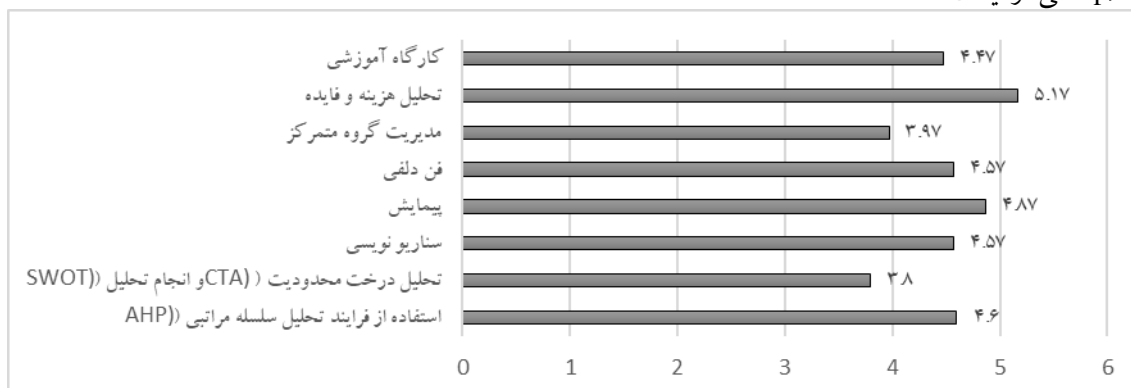 کارگاه آموزشی ۴.۴۷
تحلیل هزینه و فایده ۵.۱۷
مدیریت گروه متمرکز ۳.۹۷
فن دلفی ۴.۵۷
پیمایش ۴.۸۷
سناریو نویسی ۴.۵۷
تحلیل درخت محدودیت ( (CTAو انجام تحلیل ((SWOT ۳.۸
استفاده از فرایند تحلیل سلسله مراتبی ((AHP ۴.۶
0 1 2 3 4 5 6